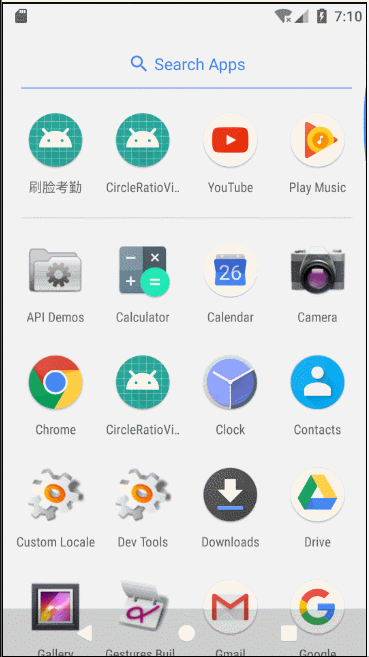 7:10
Search Apps
刷脸考勤 CircleRatioVi.. YouTube Play Music
API Demos Calculator 26 Calendar Camera
Chrome CircleRatioVi.. Clock Contacts
Custom Locale Dev Tools Downloads Drive
Gallery Gestures Buil.. Gmail Google